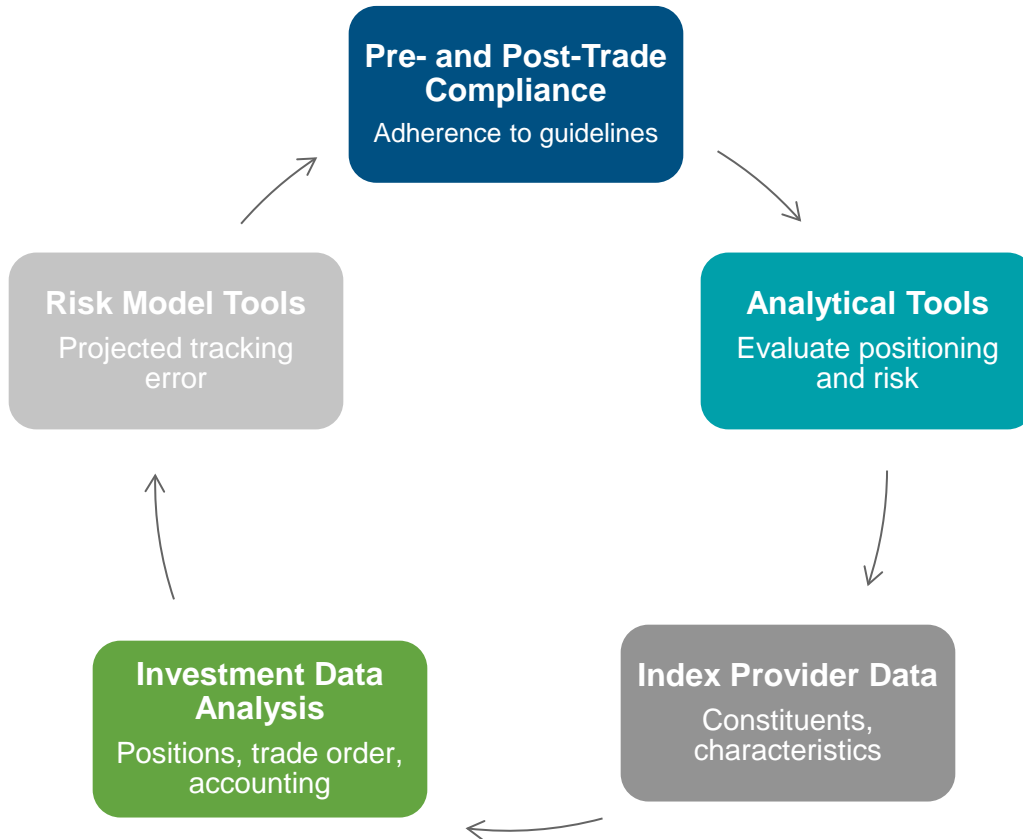 Pre- and Post-Trade
Compliance
Adherence to guidelines
Analytical Tools
Evaluate positioning
and risk
Index Provider Data
Constituents,
characteristics
Investment Data
Analysis
Positions, trade order,
accounting
Risk Model Tools
Projected tracking
error